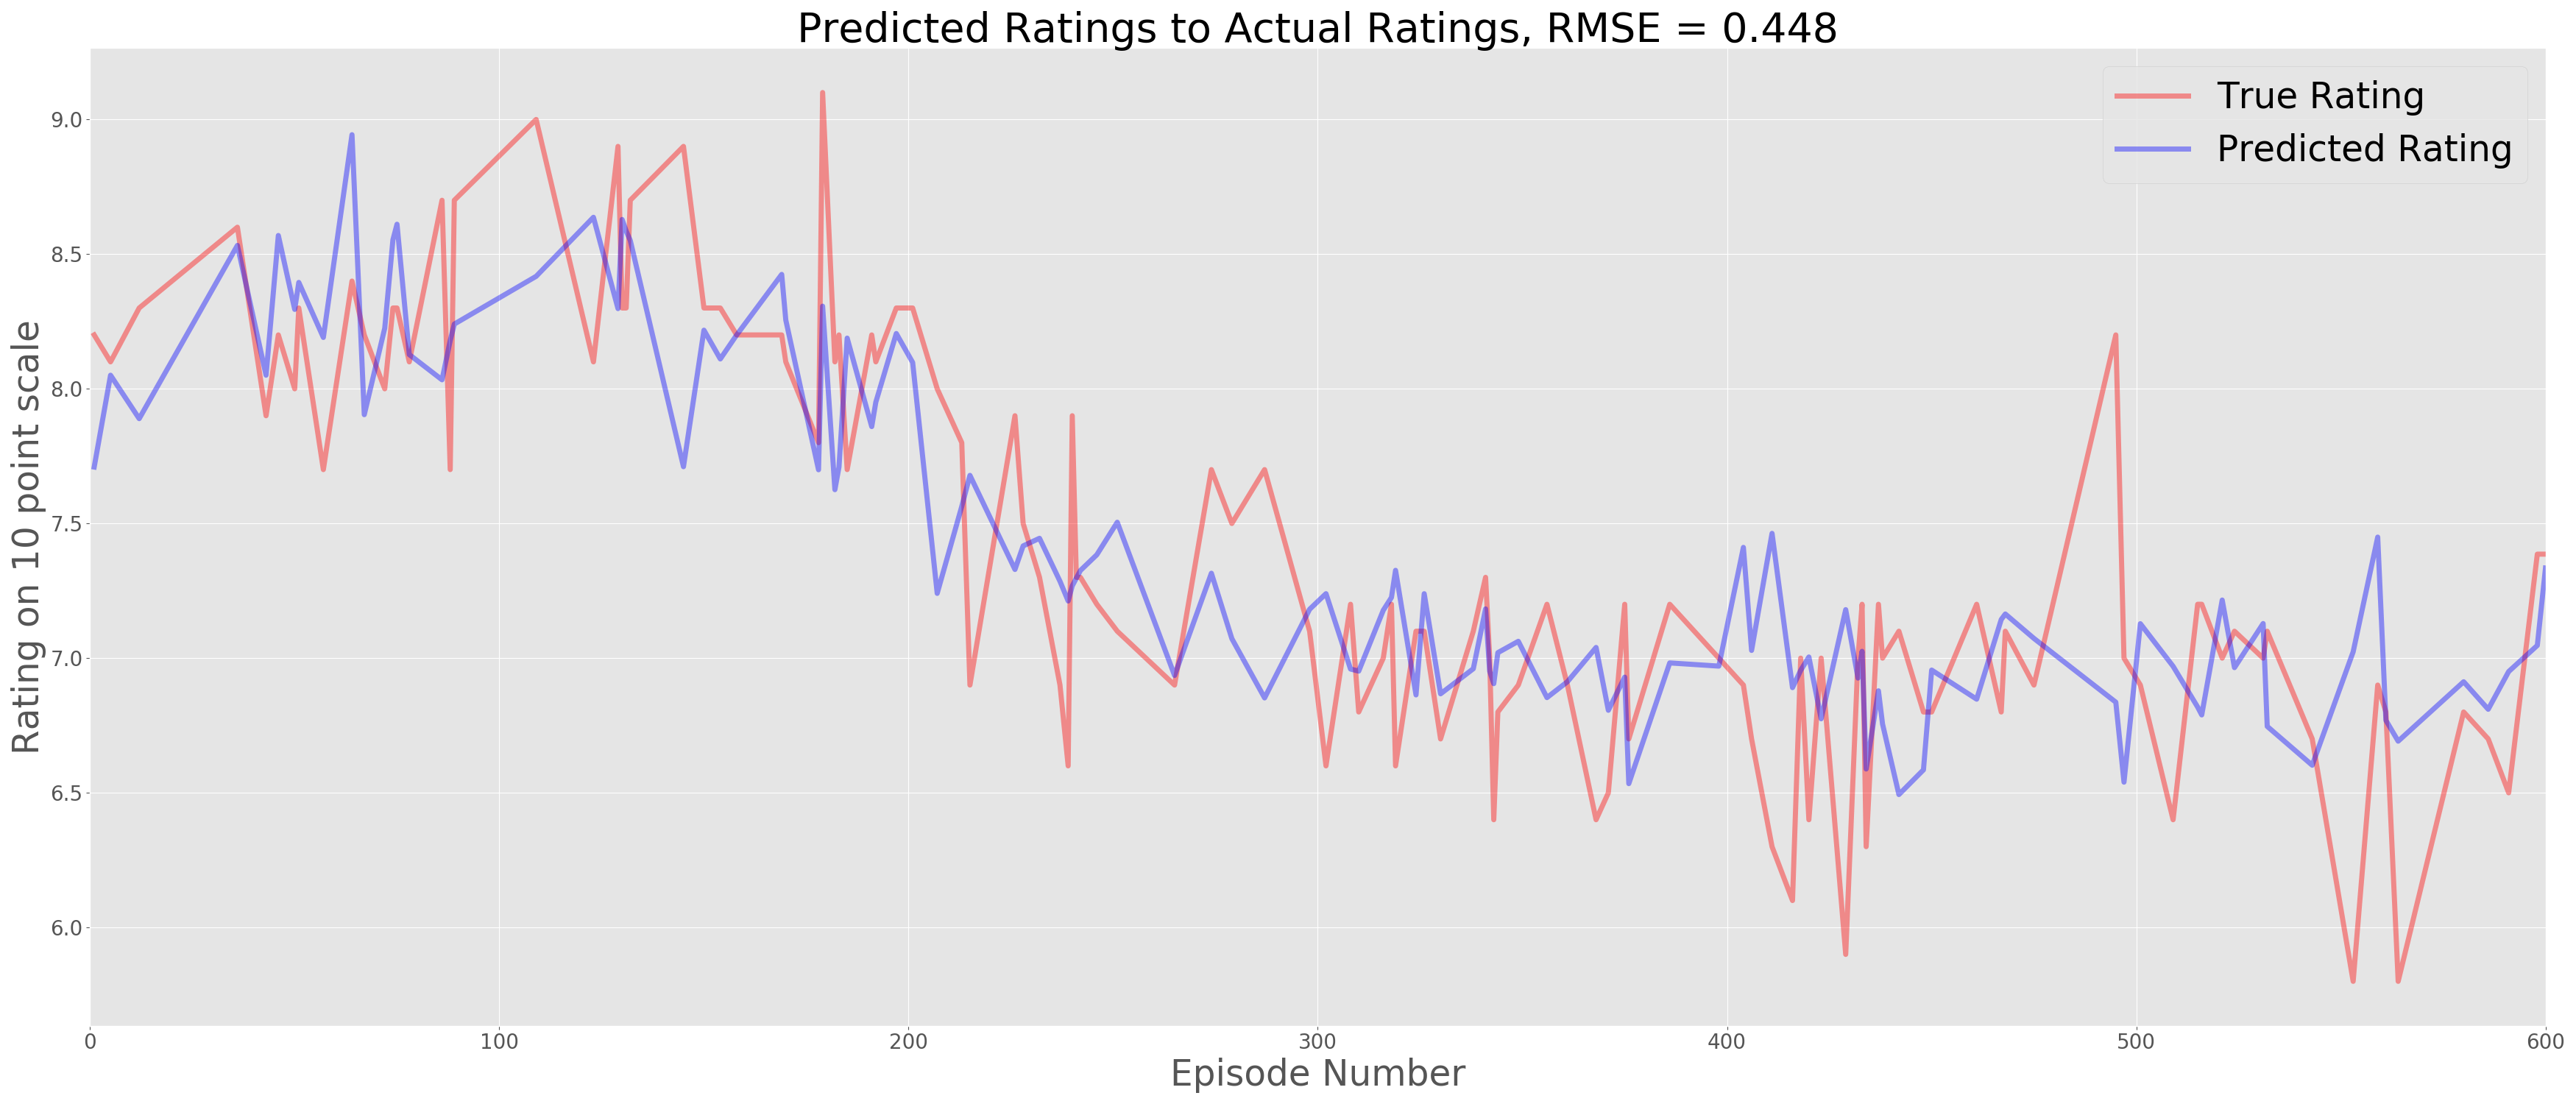 Predicted Ratings to Actual Ratings, RMSE = 0.448
True Rating
Predicted Rating
Rating on 10 point scale
9.0
8.5
8.0
7.5
7.0
6.5
6.0
0 100 200 300 400 500 600
Episode Number